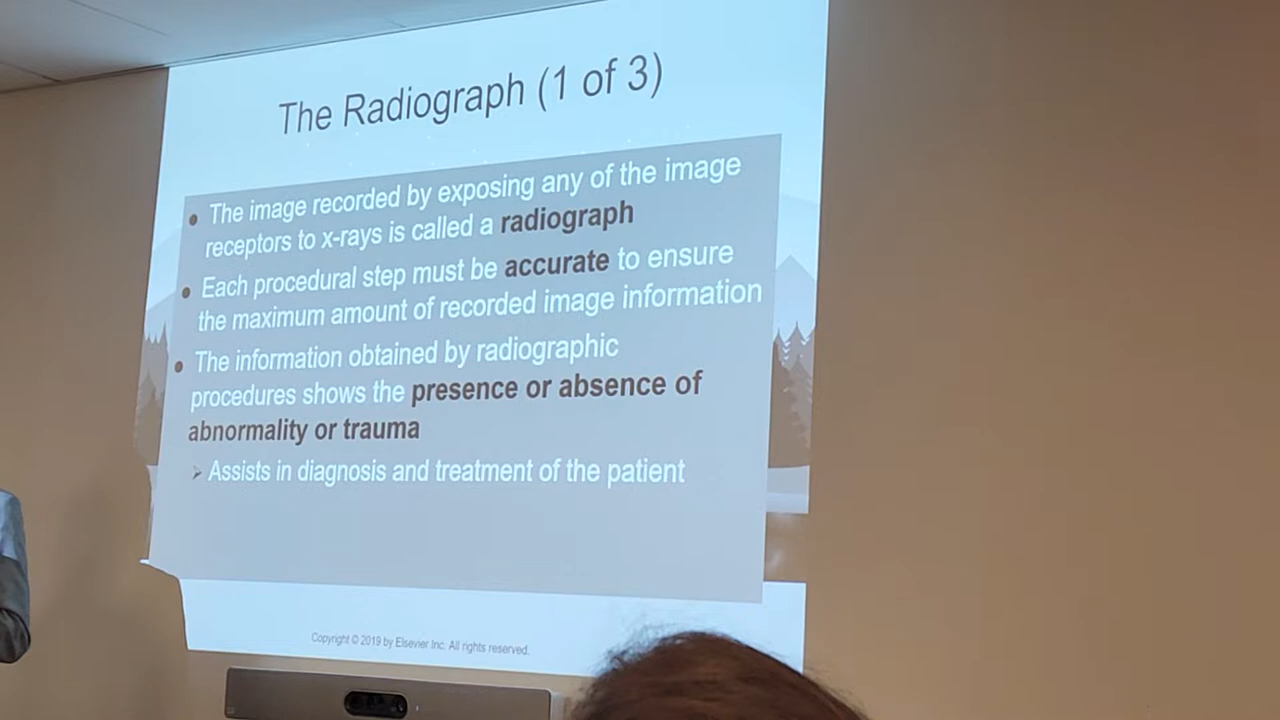 The Radiograph (1 of 3)
• The image recorded by exposing any of the image
receptors to x-rays is called a radiograph
• Each procedural step must be accurate to ensure
the maximum amount of recorded image information
• The information obtained by radiographic
procedures shows the presence or absence of
abnormality or trauma
➢ Assists in diagnosis and treatment of the patient
Copyright © 2019 by Elsevier Inc. All rights reserved.